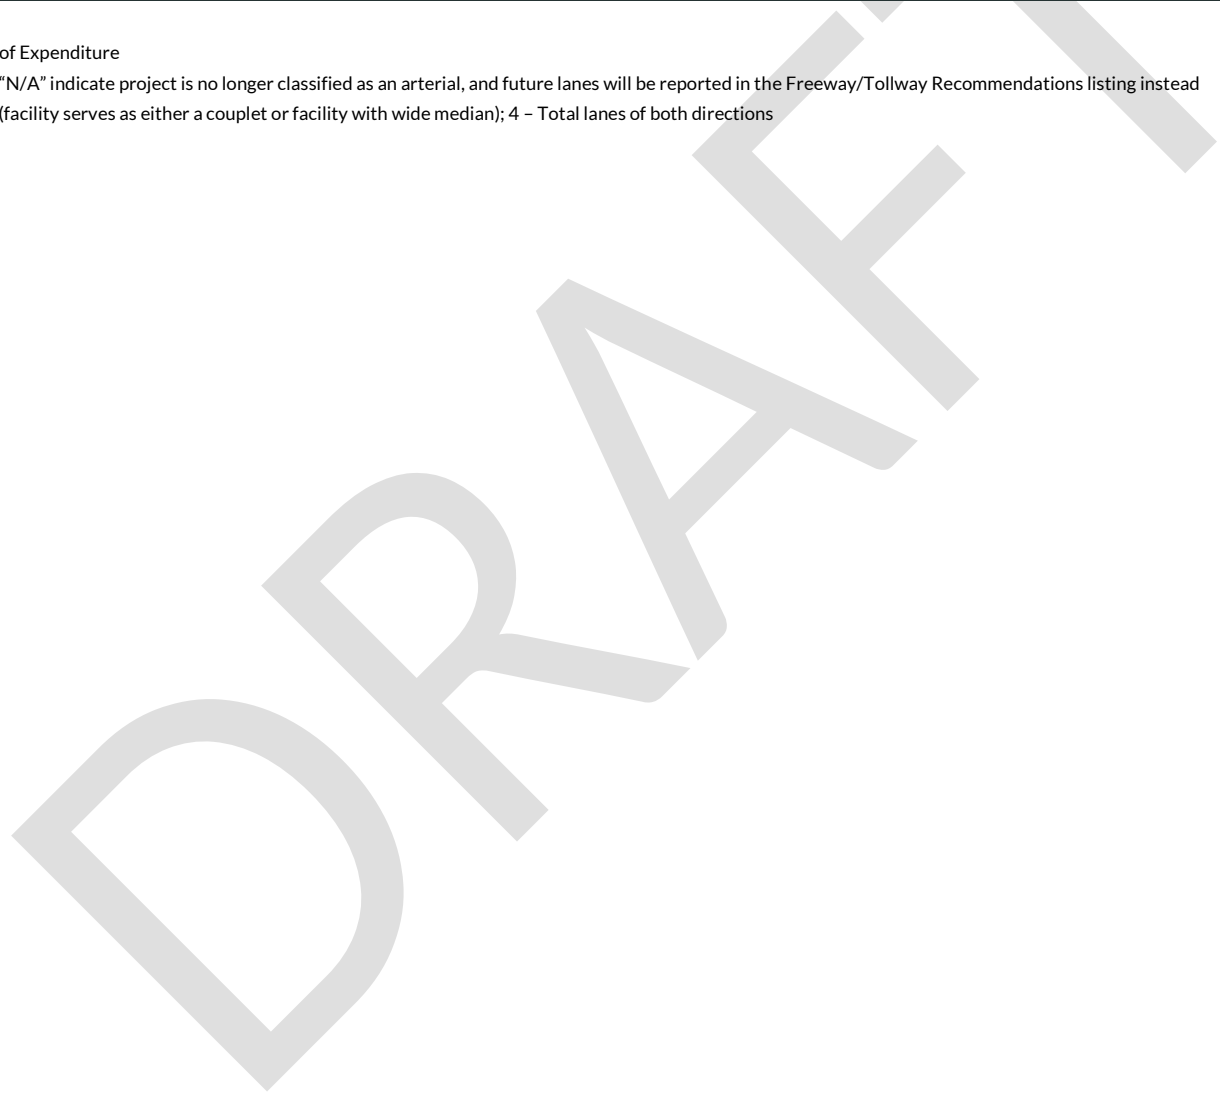 of Expenditure
“N/A” indicate project is no longer classified as an arterial, and future lanes will be reported in the Freeway/Tollway Recommendations listing instead
(facility serves as either a couplet or facility with wide median); 4 – Total lanes of both directions
DRAFT